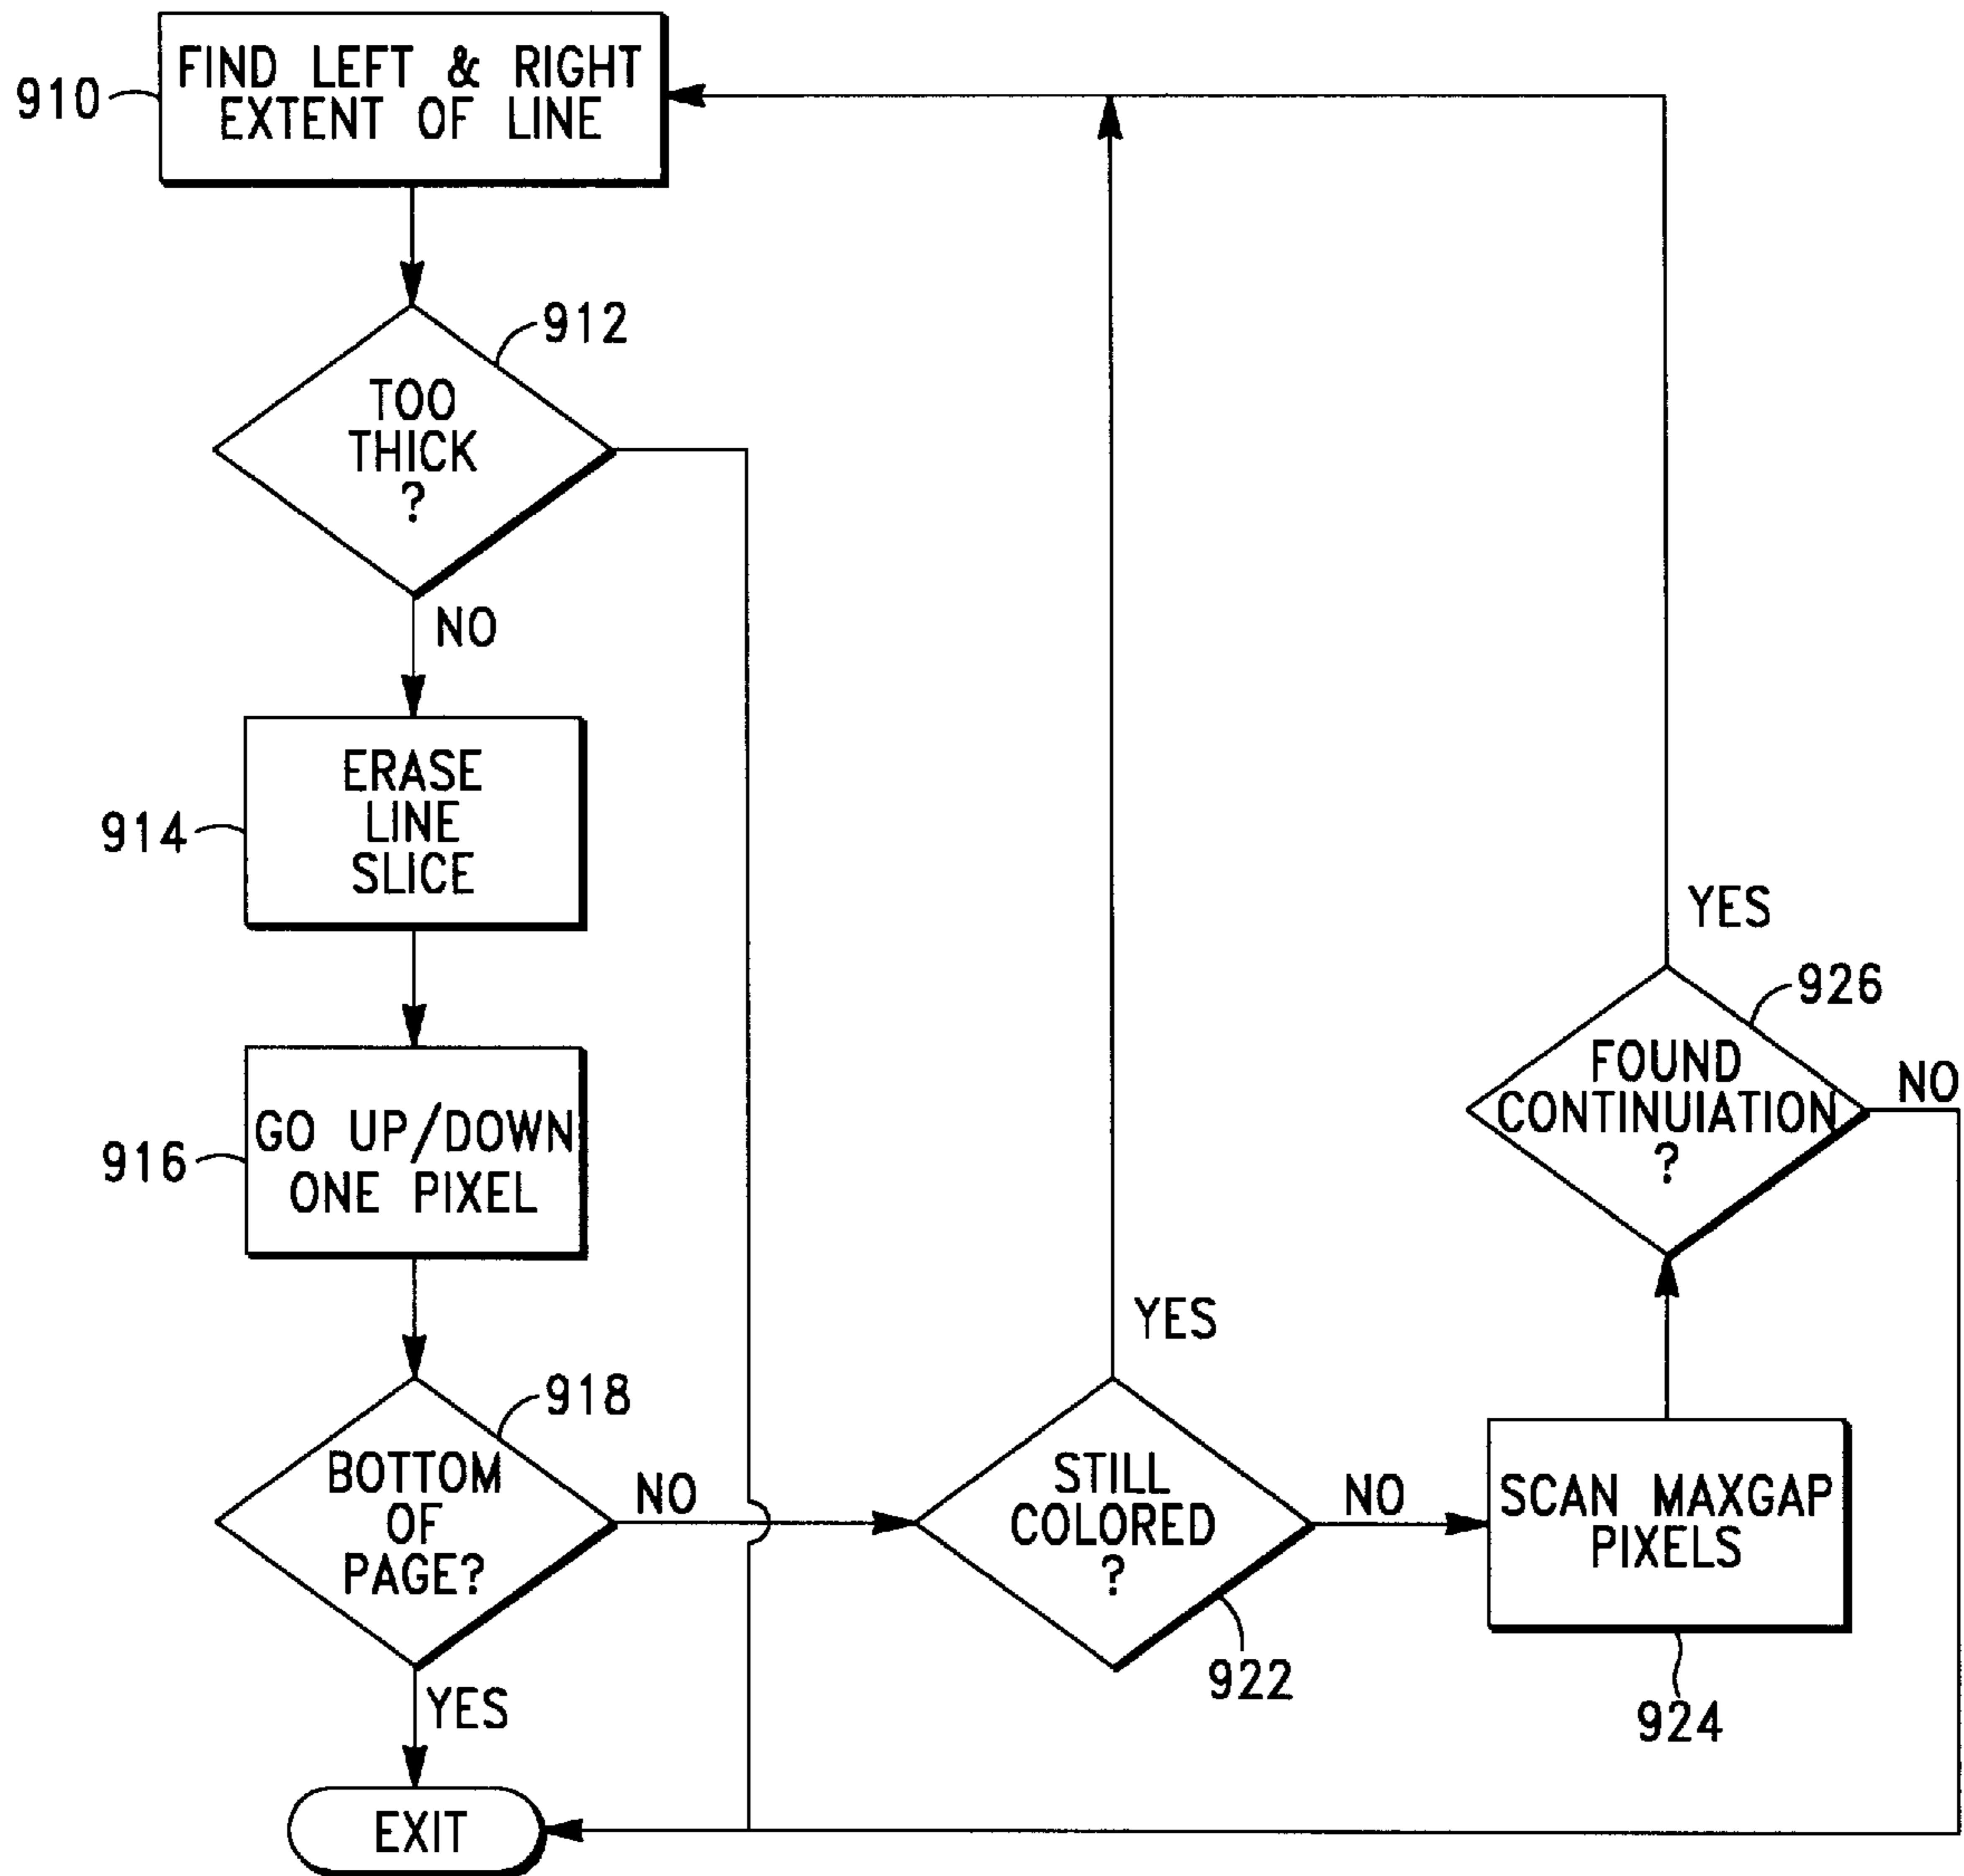 FIND LEFT & RIGHT
EXTENT OF LINE
910
912
TOO
THICK
?
NO
ERASE
LINE
SLICE
914
GO UP/DOWN
ONE PIXEL
916
918
BOTTOM
OF
PAGE?
NO
YES
EXIT
STILL
COLORED
?
922
YES
NO
SCAN MAXGAP
PIXELS
924
926
FOUND
CONTINUIATION
?
YES
NO